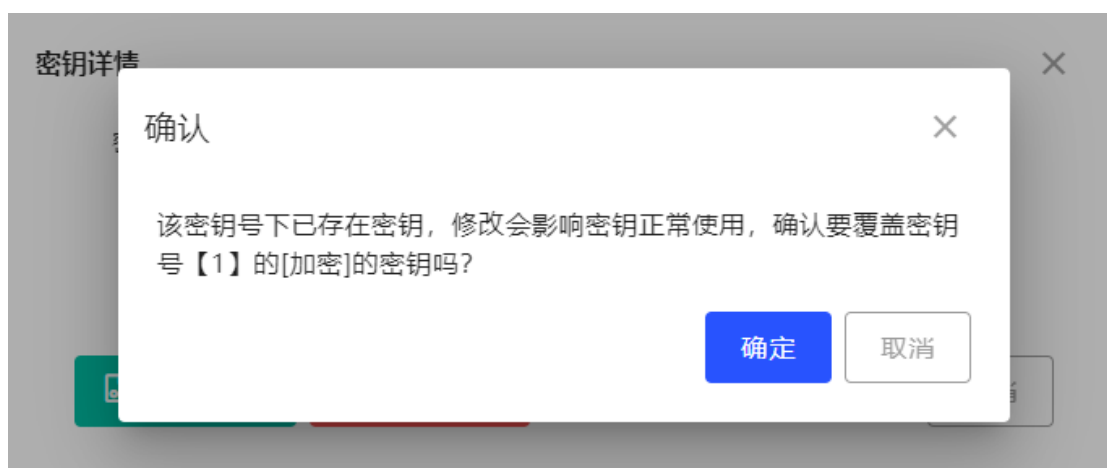 密钥详情
确认
该密钥号下已存在密钥，修改会影响密钥正常使用，确认要覆盖密钥
号【1】的[加密]的密钥吗？
确定
取消